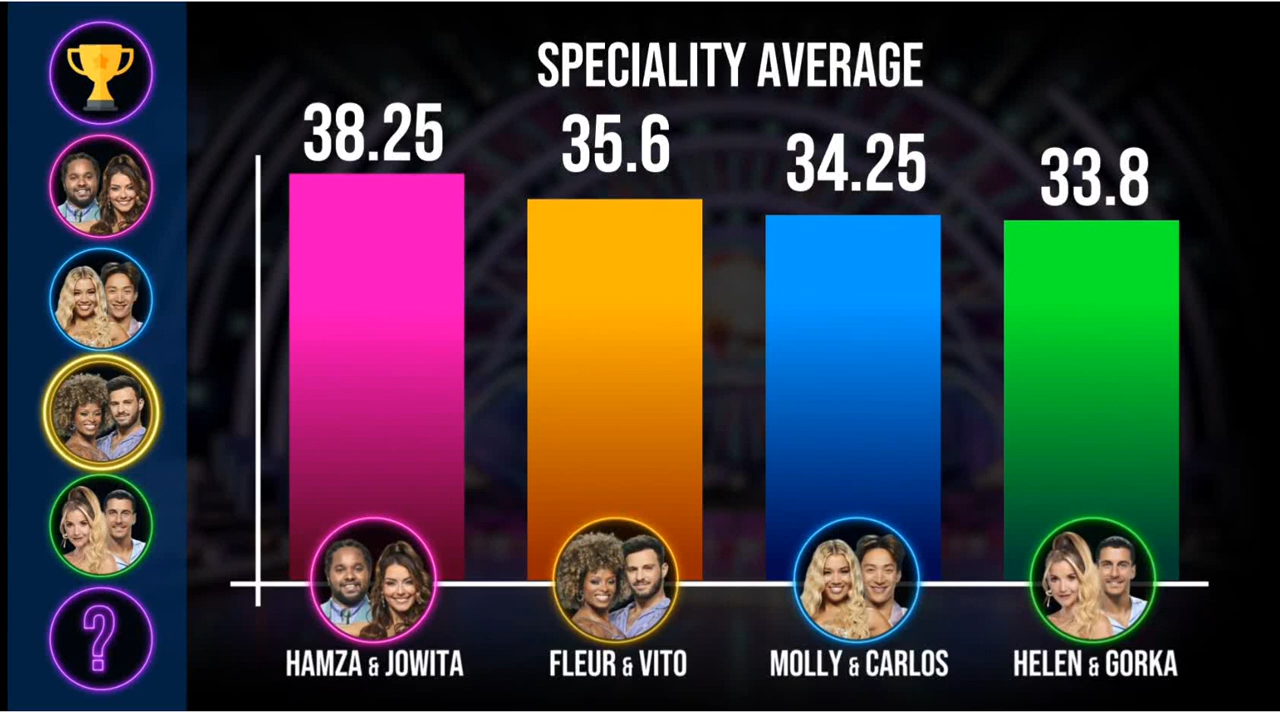 SPECIALITY AVERAGE
38.25
35.6
34.25
33.8
?
HAMZA & JOWITA
FLEUR & VITO
MOLLY & CARLOS
HELEN & GORKA